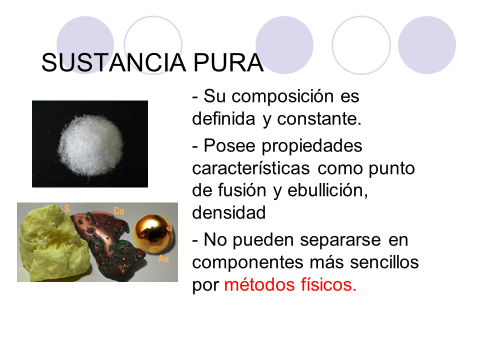 SUSTANCIA PURA
- Su composición es
definida y constante.
- Posee propiedades
características como punto
de fusión y ebullición,
densidad
- No pueden separarse en
componentes más sencillos
por métodos físicos.
S
Cu
Au